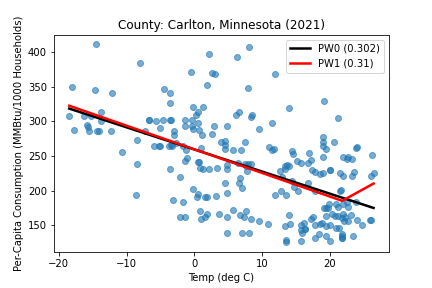 County: Carlton, Minnesota (2021)
Per-Capita Consumption (MMBtu/1000 Households)
400
350
300
250
200
150
PW0 (0.302)
PW1 (0.31)
−20
−10
0
10
20
Temp (deg C)